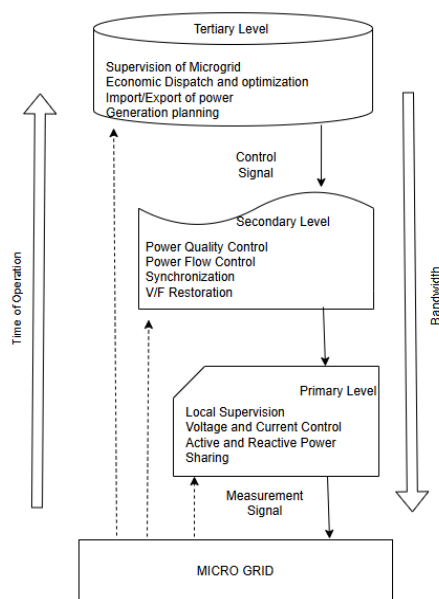 Tertiary Level
Supervision of Microgrid
Economic Dispatch and optimization
Import/Export of power
Generation planning
Control
Signal
Secondary Level
Power Quality Control
Power Flow Control
Synchronization
V/F Restoration
Time of Operation
Bandwidth
Primary Level
Local Supervision
Voltage and Current Control
Active and Reactive Power
Sharing
Measurement
Signal
MICRO GRID